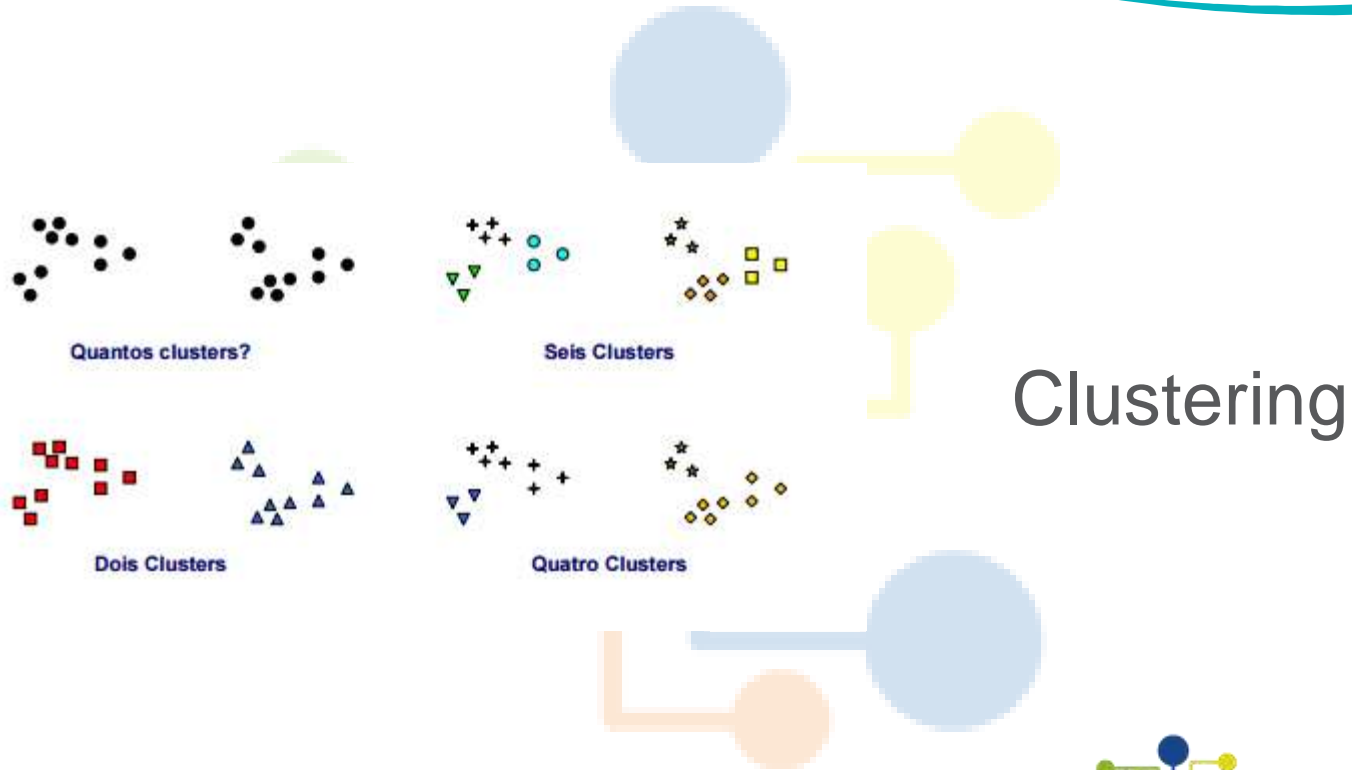 Quantos clusters?
Seis Clusters
Clustering
Dois Clusters
Quatro Clusters